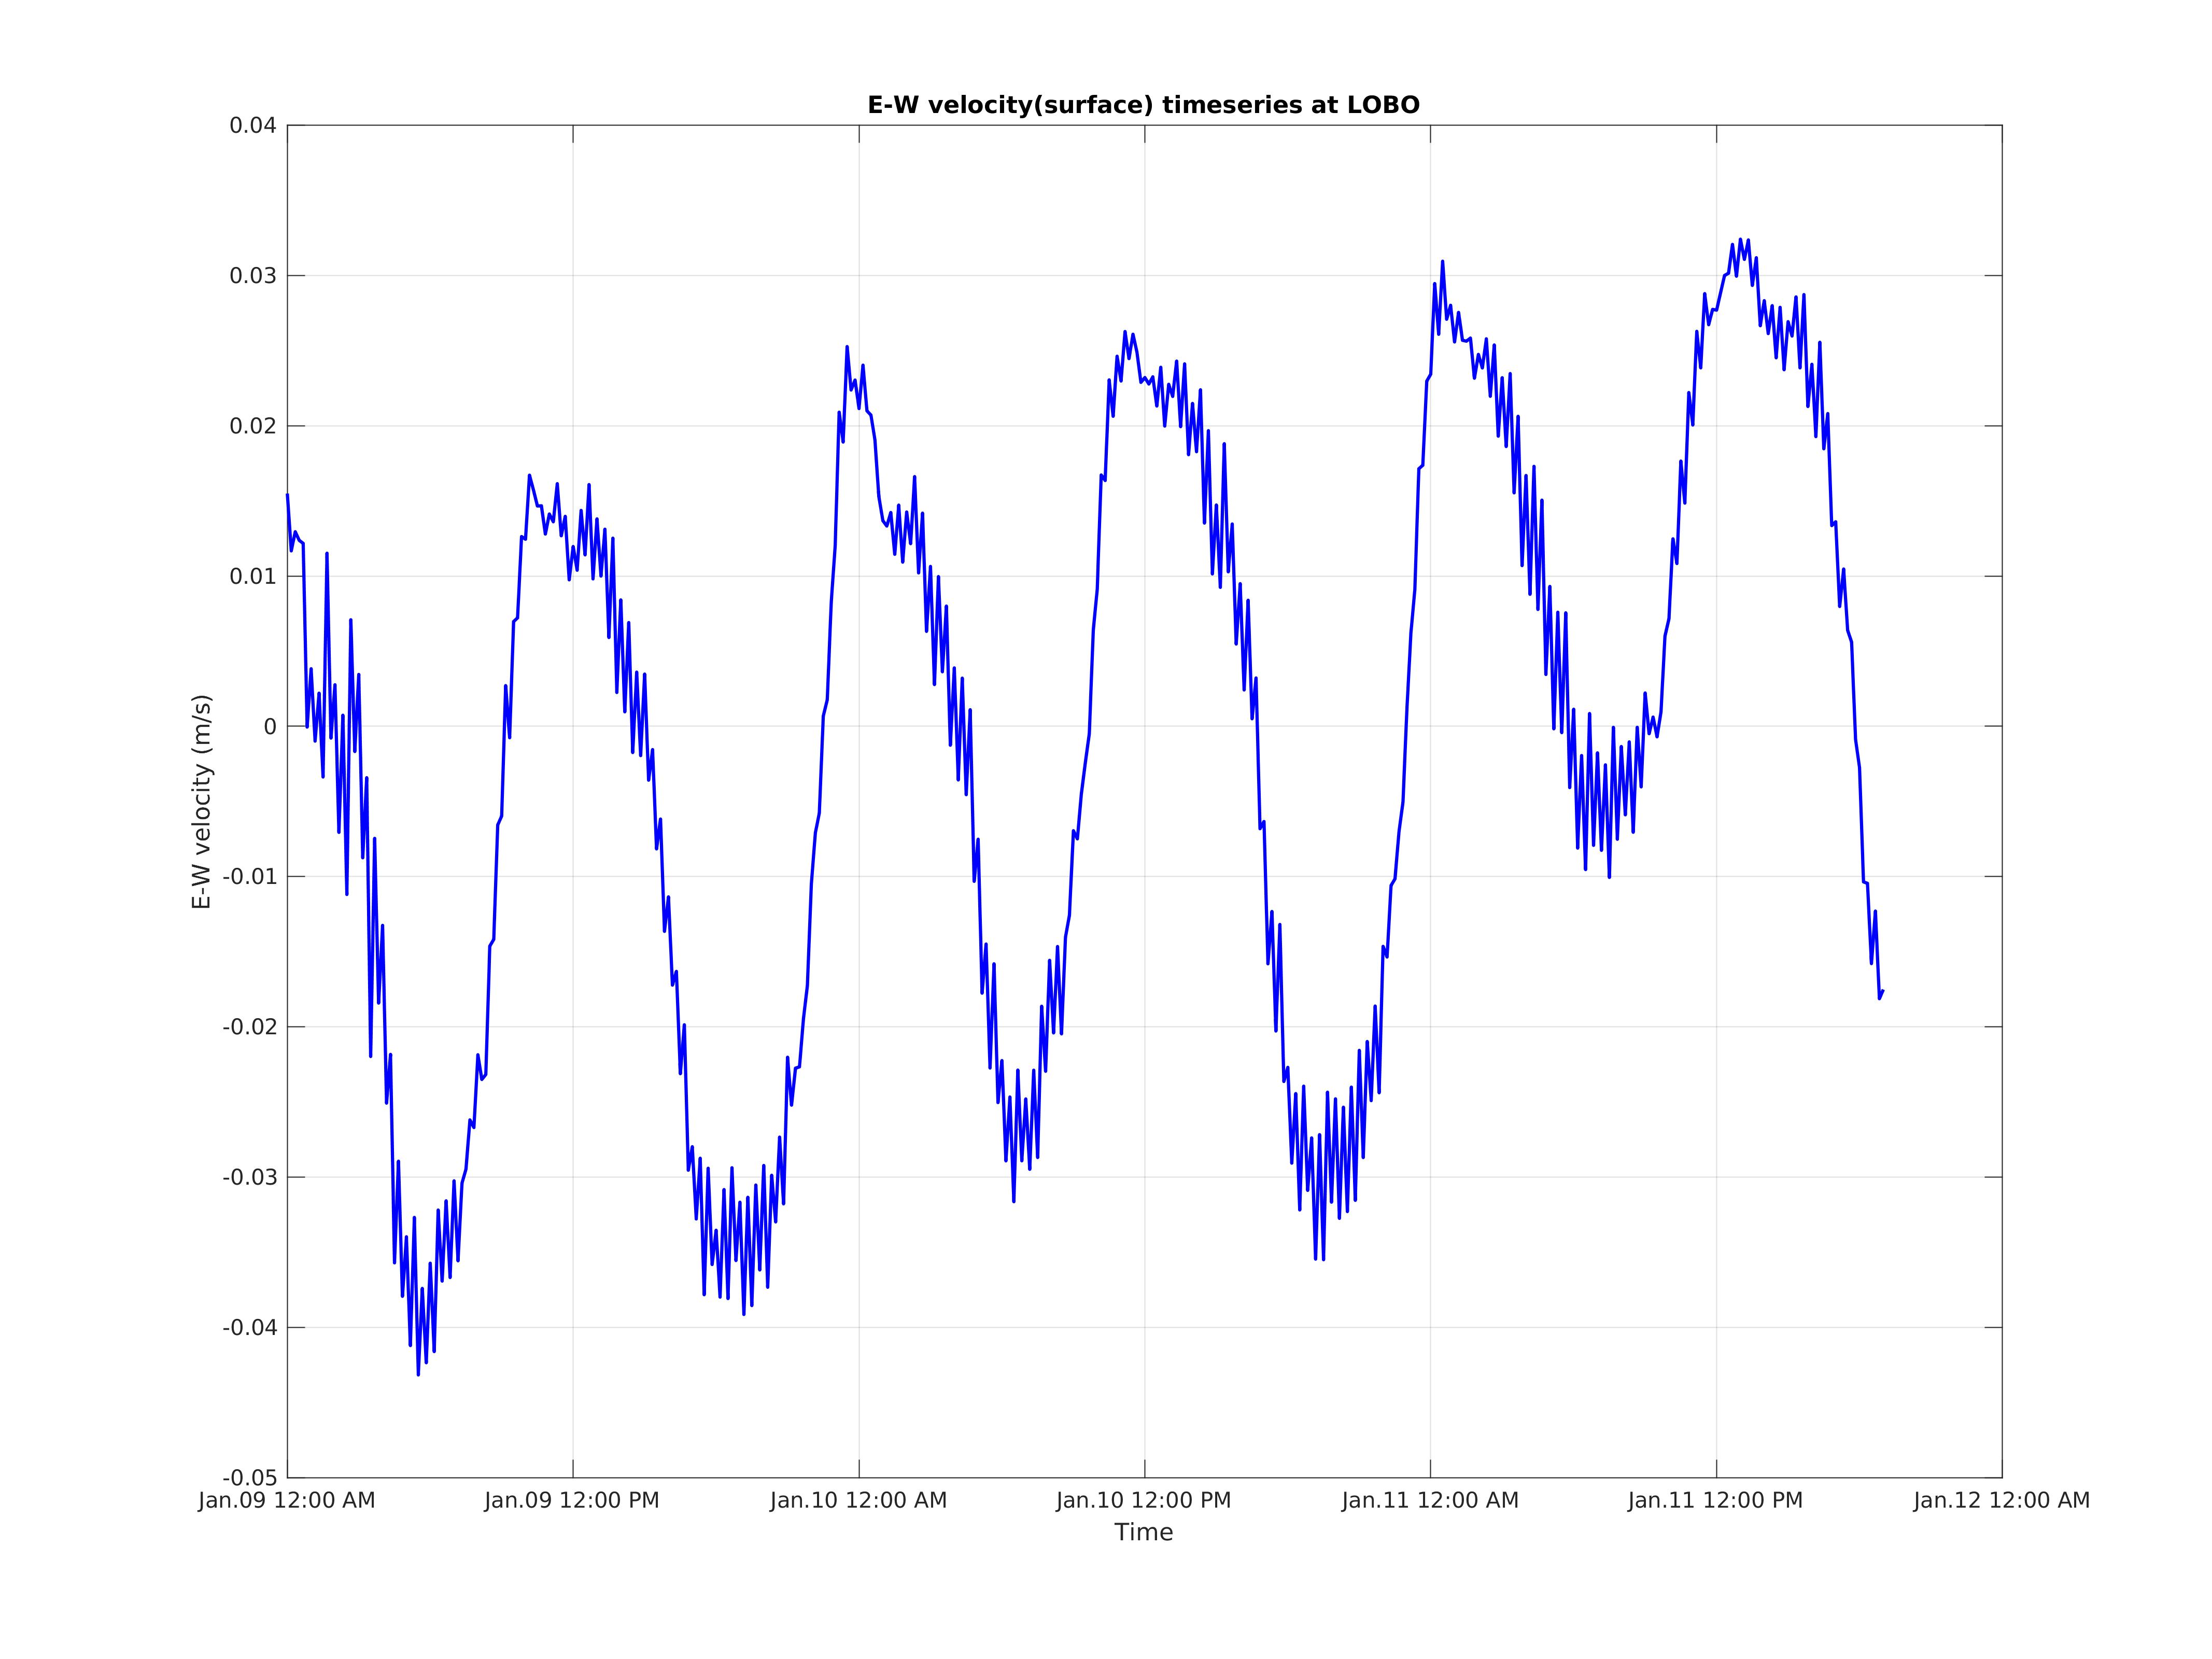 E-W velocity(surface) timeseries at LOBO
0.04
0.03
0.02
0.01
0
-0.01
-0.02
-0.03
-0.04
-0.05
E-W velocity (m/s)
Jan.09 12:00 AM
Jan.09 12:00 PM
Jan.10 12:00 AM
Jan.10 12:00 PM
Jan.11 12:00 AM
Jan.11 12:00 PM
Jan.12 12:00 AM
Time